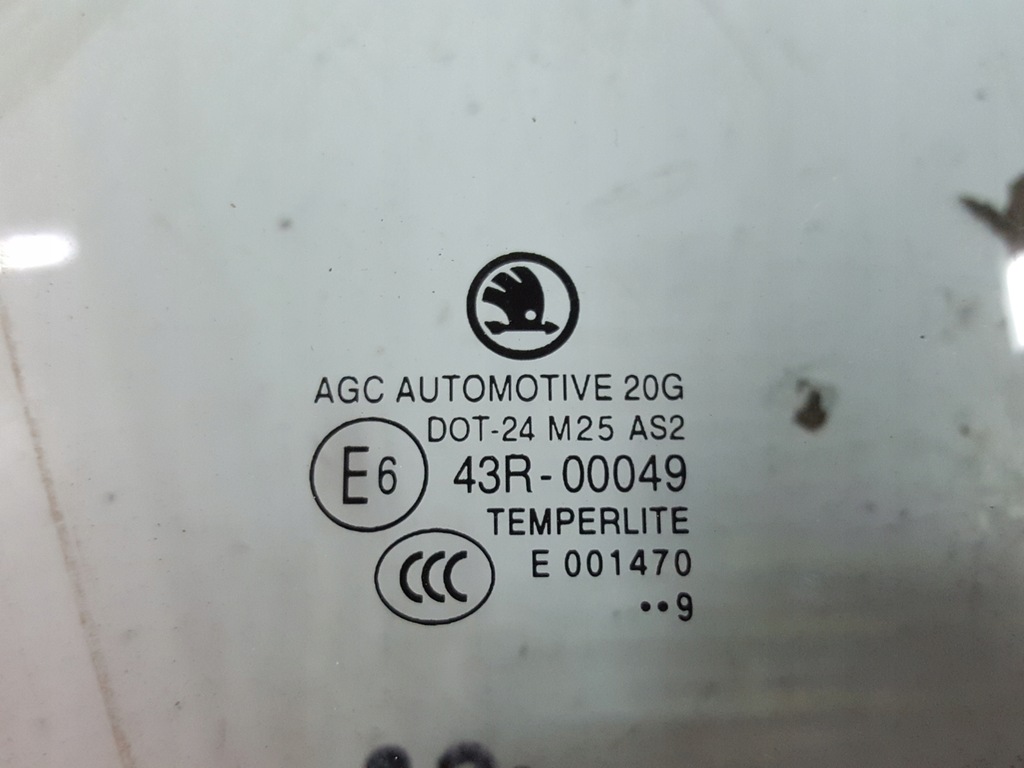 AGC AUTOMOTIVE 20G
DOT-24 M25 AS2
E6 43R-00049
TEMPERLITE
CCC E 001470
••9